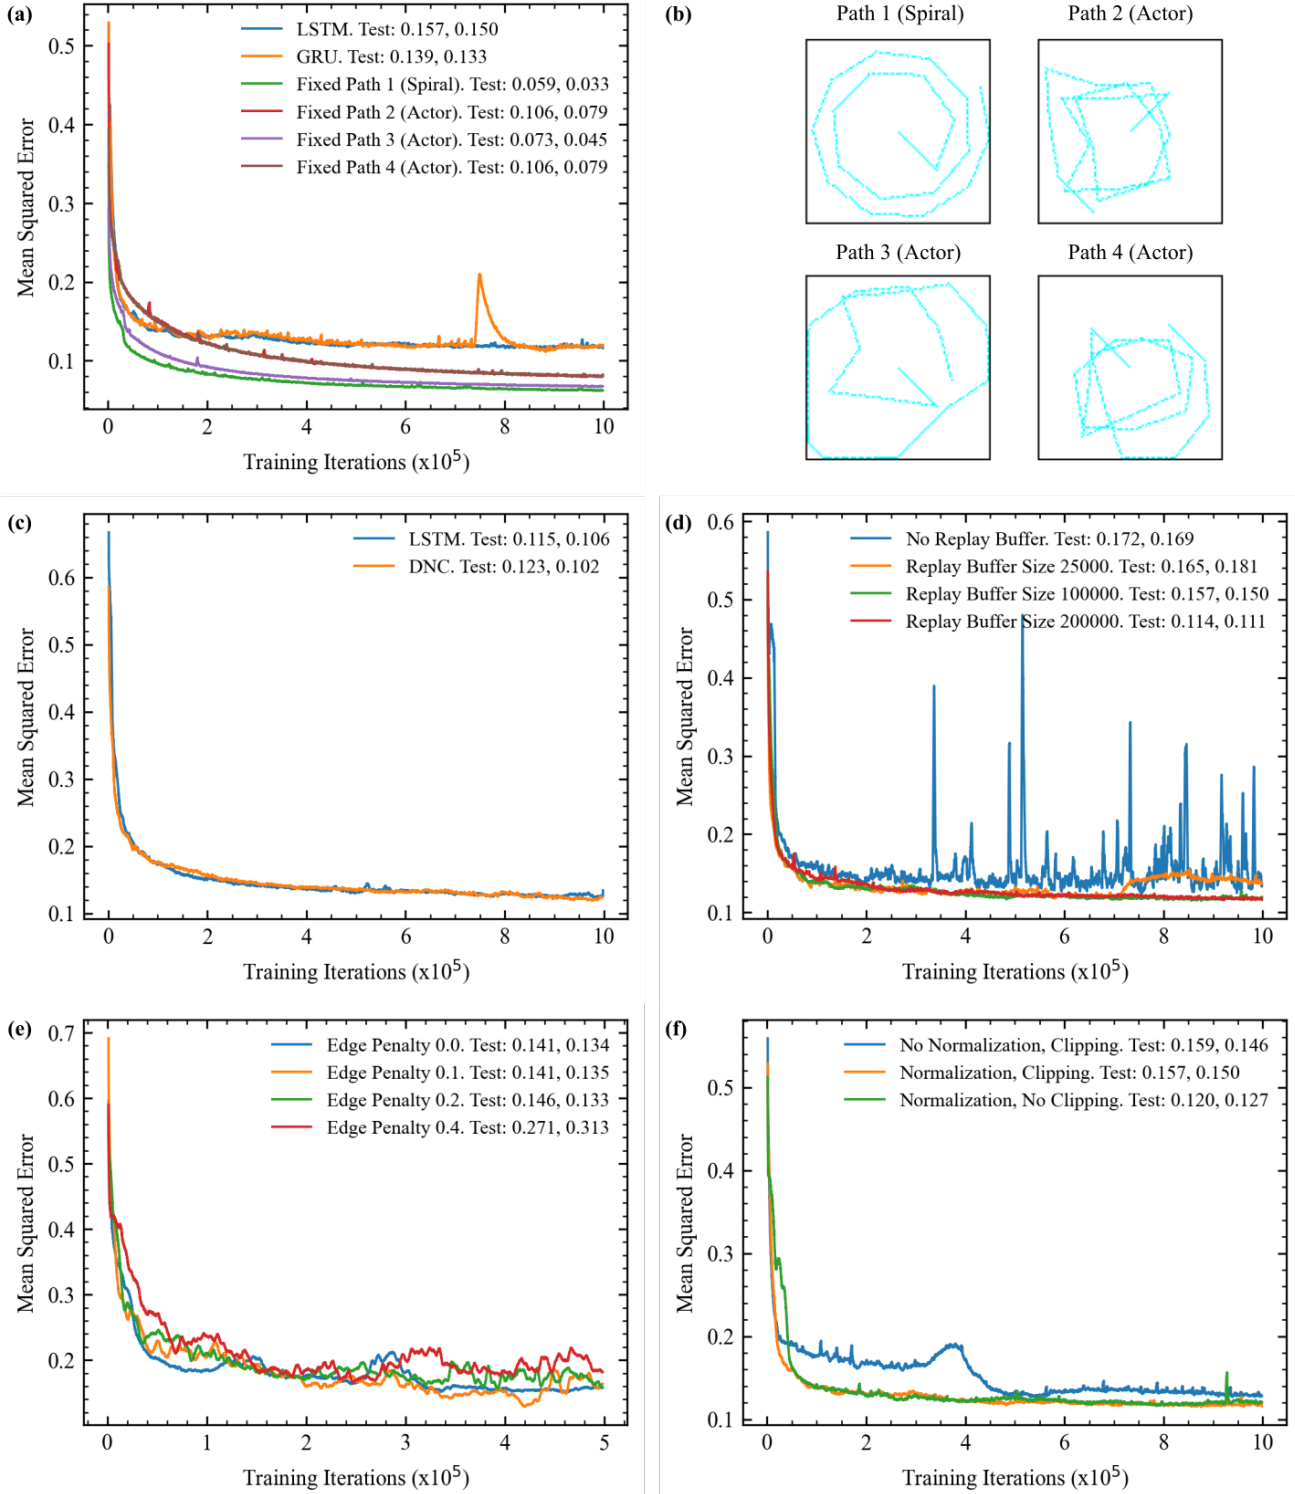 (a)
0.5
0.4
0.3
0.2
0.1
Mean Squared Error
LSTM. Test: 0.157, 0.150
GRU. Test: 0.139, 0.133
Fixed Path 1 (Spiral). Test: 0.059, 0.033
Fixed Path 2 (Actor). Test: 0.106, 0.079
Fixed Path 3 (Actor). Test: 0.073, 0.045
Fixed Path 4 (Actor). Test: 0.106, 0.079
0 2 4 6 8 10
Training Iterations (x10⁵)
(b)
Path 1 (Spiral)
Path 2 (Actor)
Path 3 (Actor)
Path 4 (Actor)
(c)
0.6
0.5
0.4
0.3
0.2
0.1
Mean Squared Error
LSTM. Test: 0.115, 0.106
DNC. Test: 0.123, 0.102
0 2 4 6 8 10
Training Iterations (x10⁵)
(d)
0.6
0.5
0.4
0.3
0.2
0.1
Mean Squared Error
No Replay Buffer. Test: 0.172, 0.169
Replay Buffer Size 25000. Test: 0.165, 0.181
Replay Buffer Size 100000. Test: 0.157, 0.150
Replay Buffer Size 200000. Test: 0.114, 0.111
0 2 4 6 8 10
Training Iterations (x10⁵)
(e)
0.7
0.6
0.5
0.4
0.3
0.2
Mean Squared Error
Edge Penalty 0.0. Test: 0.141, 0.134
Edge Penalty 0.1. Test: 0.141, 0.135
Edge Penalty 0.2. Test: 0.146, 0.133
Edge Penalty 0.4. Test: 0.271, 0.313
0 1 2 3 4 5
Training Iterations (x10⁵)
(f)
0.5
0.4
0.3
0.2
0.1
Mean Squared Error
No Normalization, Clipping. Test: 0.159, 0.146
Normalization, Clipping. Test: 0.157, 0.150
Normalization, No Clipping. Test: 0.120, 0.127
0 2 4 6 8 10
Training Iterations (x10⁵)